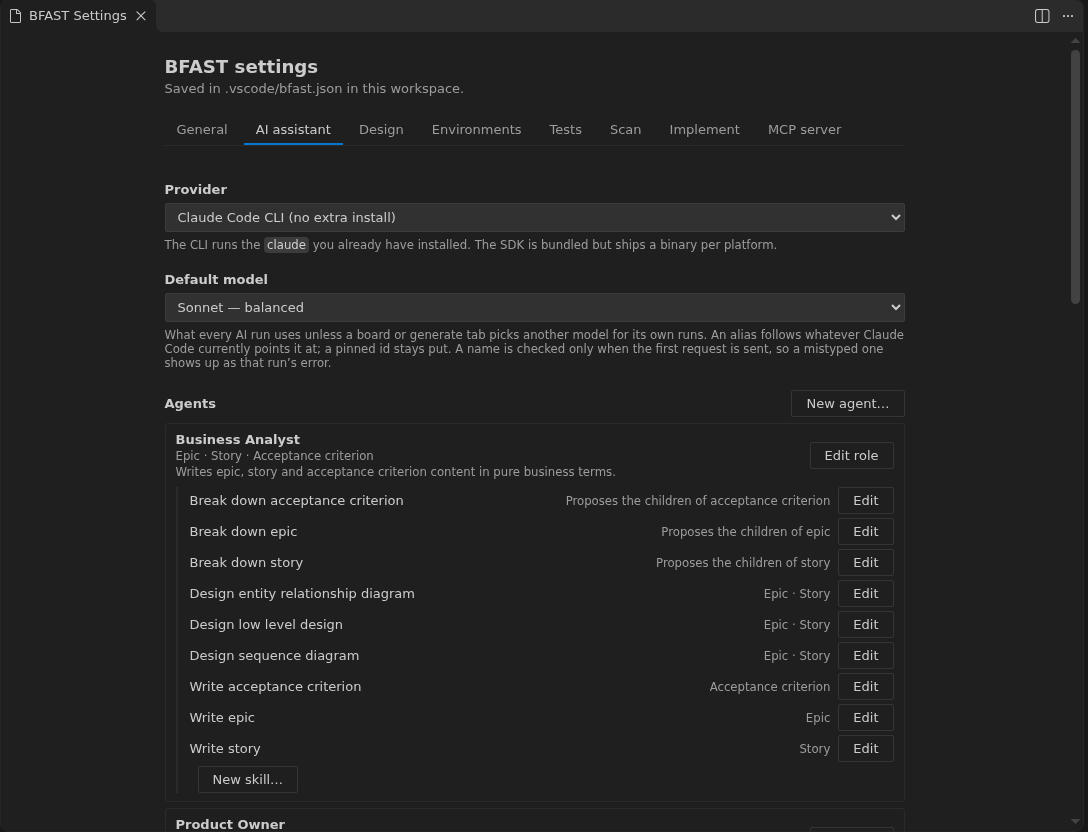 BFAST Settings
BFAST settings
Saved in .vscode/bfast.json in this workspace.
General AI assistant Design Environments Tests Scan Implement MCP server
Provider
Claude Code CLI (no extra install)
The CLI runs the claude you already have installed. The SDK is bundled but ships a binary per platform.
Default model
Sonnet — balanced
What every AI run uses unless a board or generate tab picks another model for its own runs. An alias follows whatever Claude
Code currently points it at; a pinned id stays put. A name is checked only when the first request is sent, so a mistyped one
shows up as that run’s error.
Agents New agent…
Business Analyst
Epic · Story · Acceptance criterion
Writes epic, story and acceptance criterion content in pure business terms.
Edit role
Break down acceptance criterion Proposes the children of acceptance criterion Edit
Break down epic Proposes the children of epic Edit
Break down story Proposes the children of story Edit
Design entity relationship diagram Epic · Story Edit
Design low level design Epic · Story Edit
Design sequence diagram Epic · Story Edit
Write acceptance criterion Acceptance criterion Edit
Write epic Epic Edit
Write story Story Edit
New skill…
Product Owner